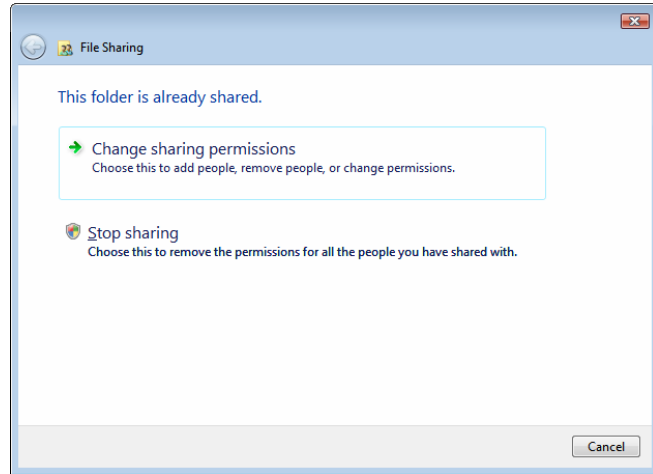 File Sharing
This folder is already shared.
Change sharing permissions
Choose this to add people, remove people, or change permissions.
Stop sharing
Choose this to remove the permissions for all the people you have shared with.
Cancel